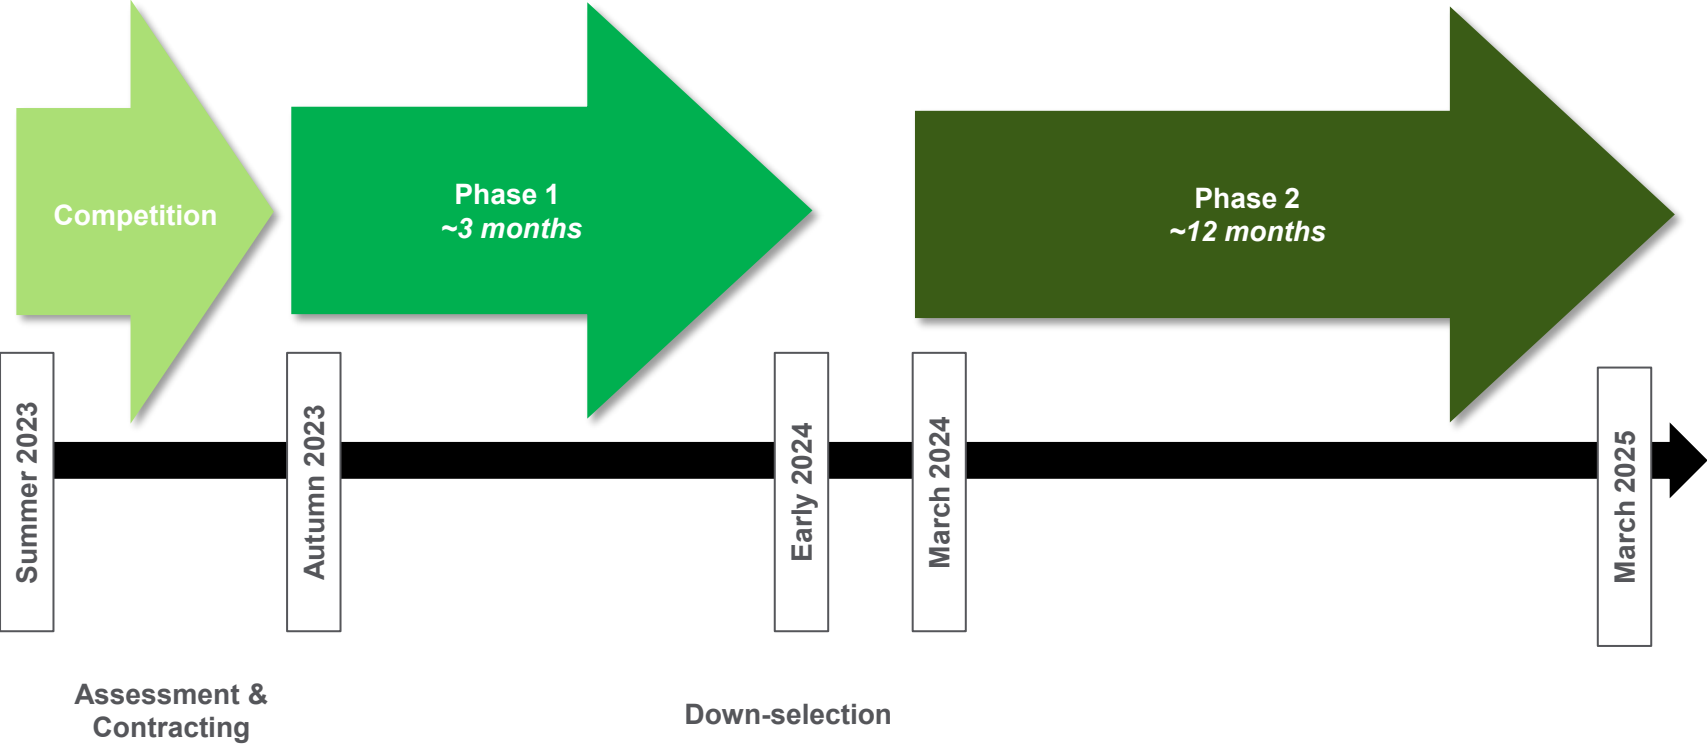 Competition
Phase 1
~3 months
Phase 2
~12 months
Summer 2023
Autumn 2023
Early 2024
March 2024
March 2025
Assessment &
Contracting
Down-selection